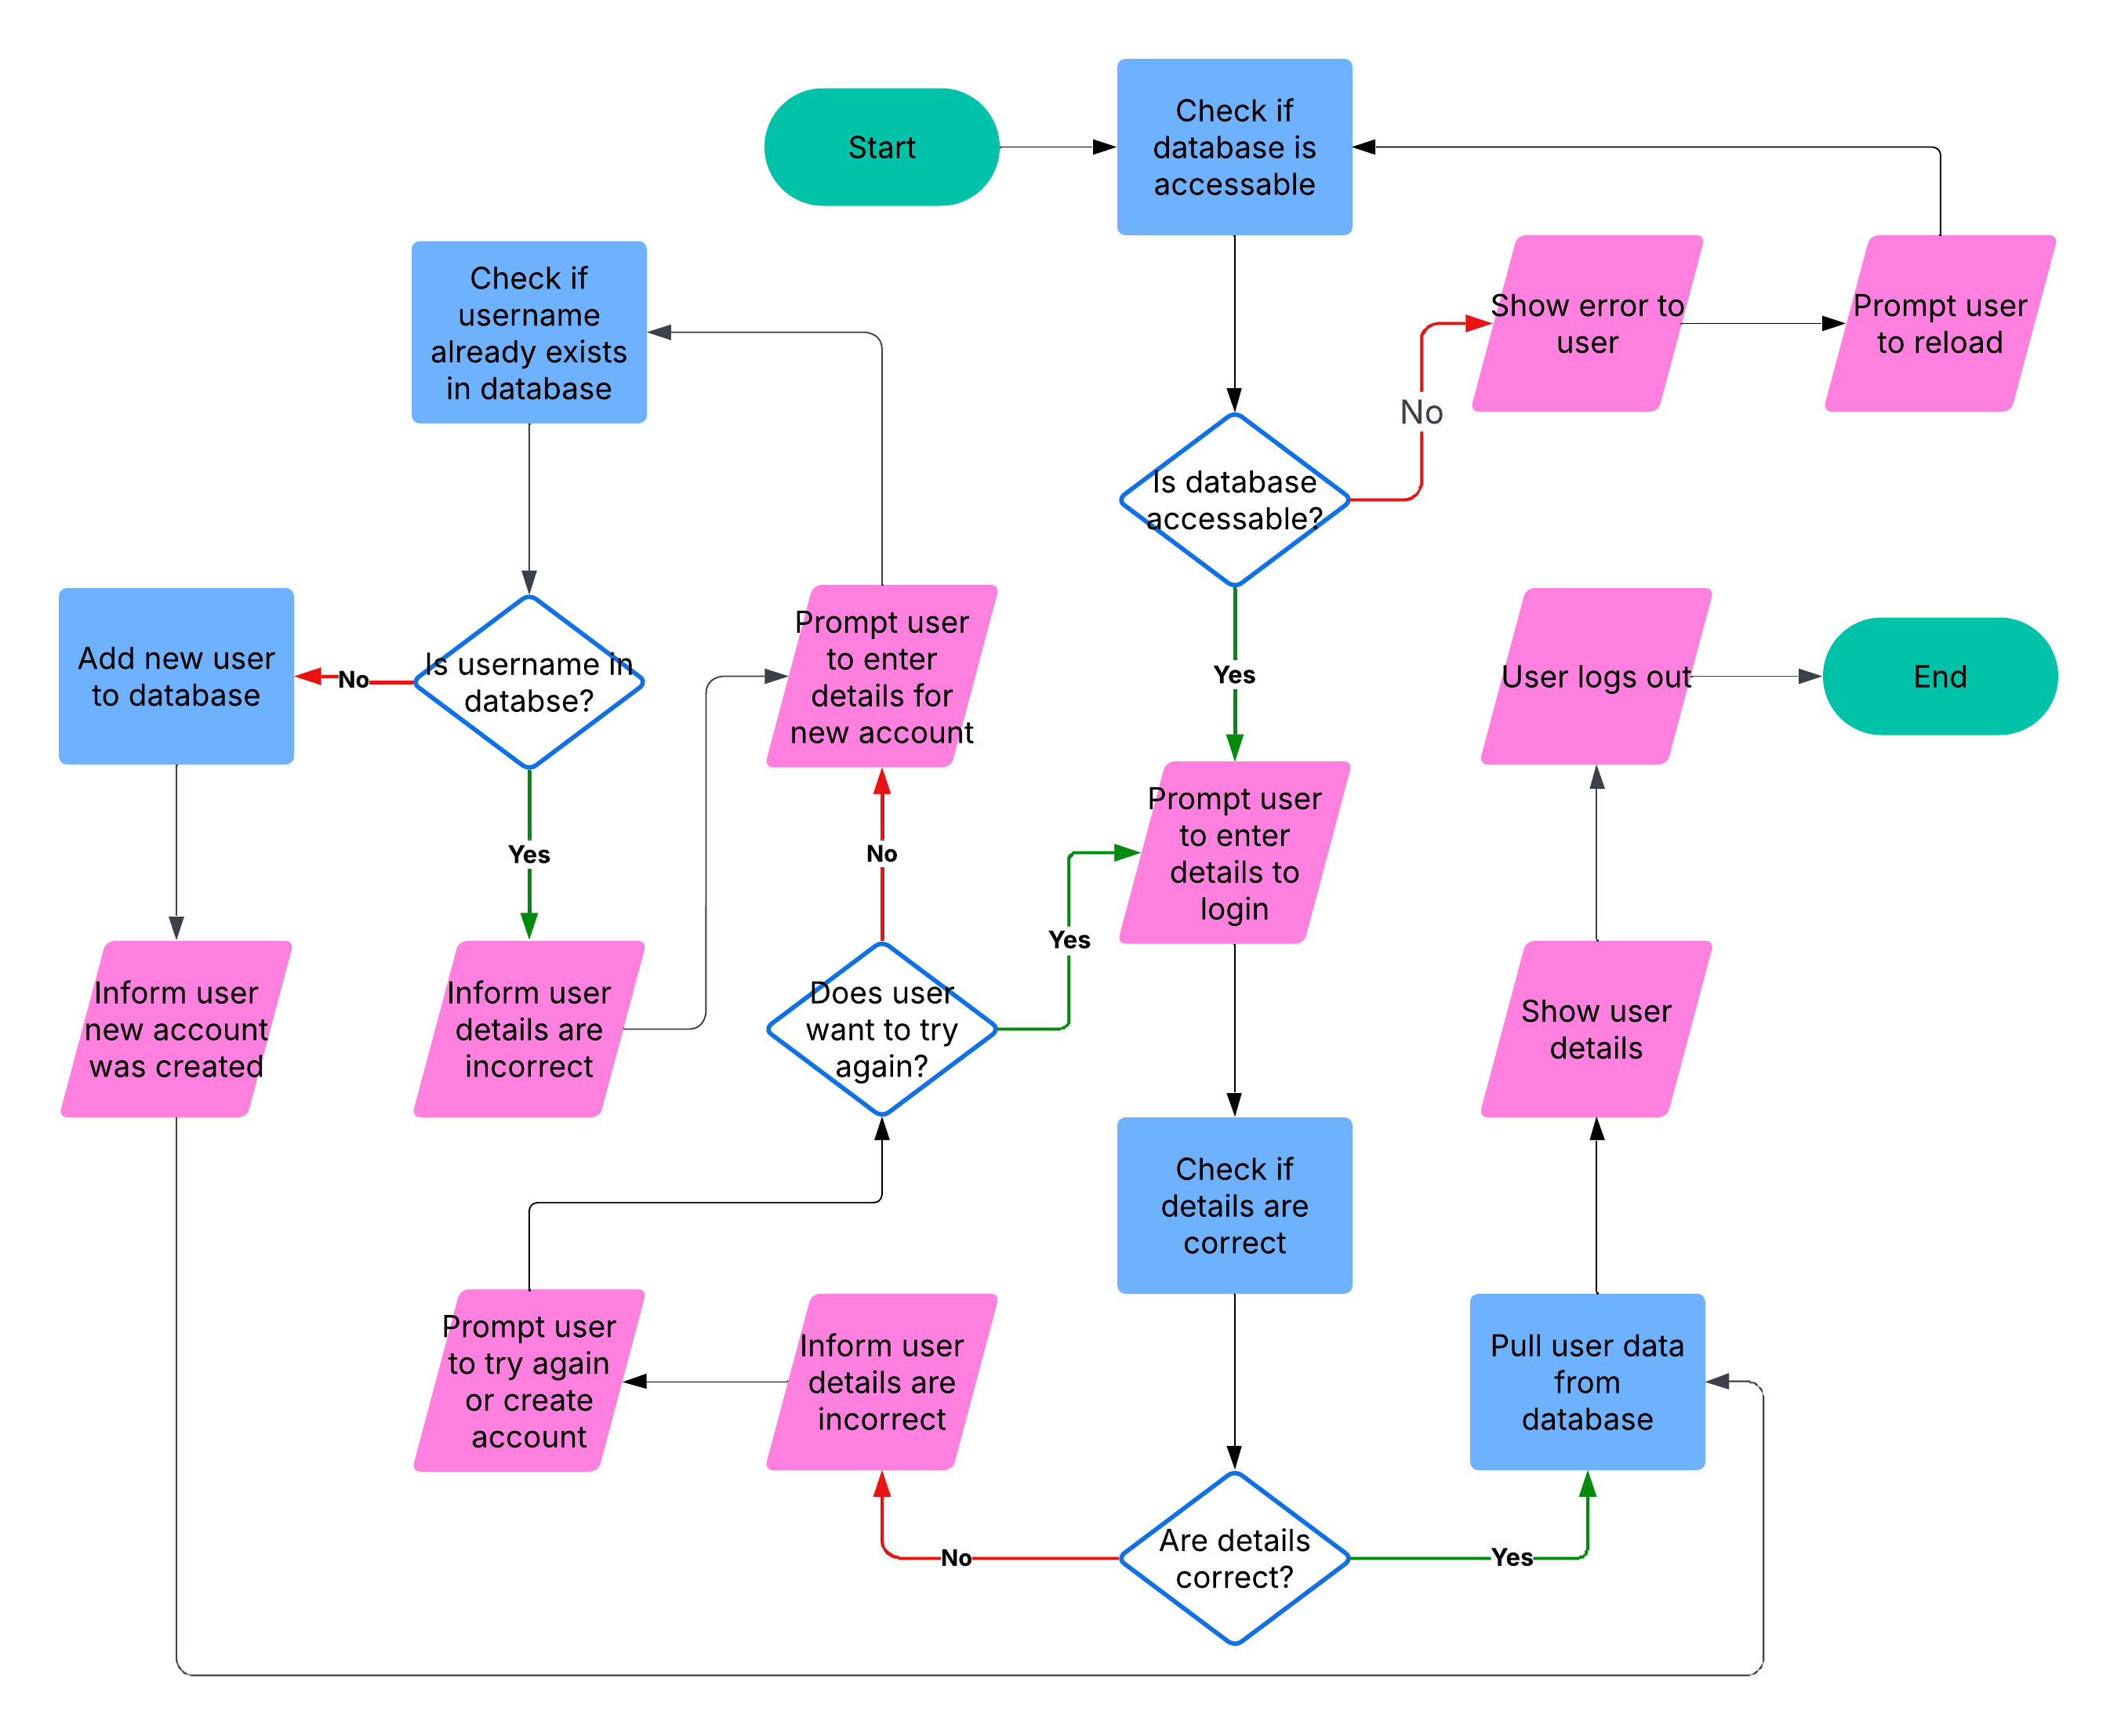 Start
Check if
database is
accessable
Check if
username
already exists
in database
Show error to
user
Prompt user
to reload
No
Is database
accessable?
Add new user
to database
No
Is username in
databse?
Prompt user
to enter
details for
new account
Yes
User logs out
End
Yes
No
Prompt user
to enter
details to
login
Yes
Inform user
new account
was created
Inform user
details are
incorrect
Does user
want to try
again?
Show user
details
Check if
details are
correct
Prompt user
to try again
or create
account
Inform user
details are
incorrect
Pull user data
from
database
No
Are details
correct?
Yes